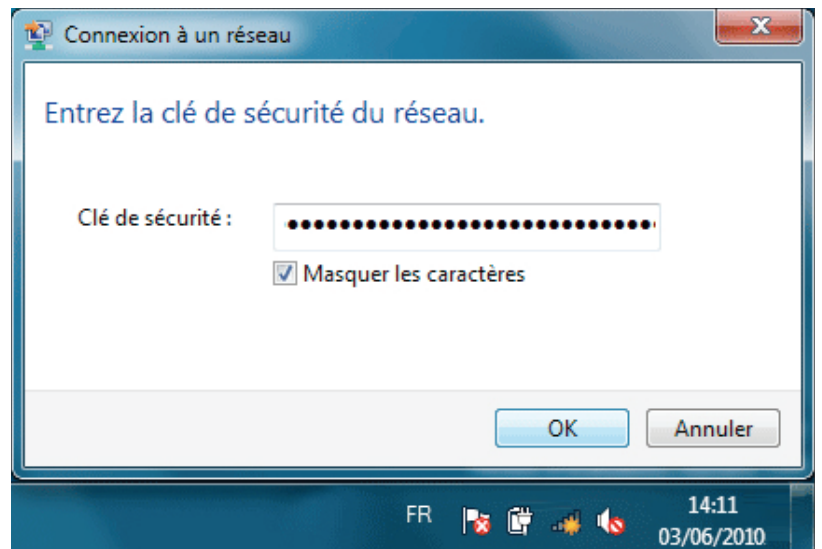 Connexion à un réseau
Entrez la clé de sécurité du réseau.
Clé de sécurité :
••••••••••••••••••••••••••••••
Masquer les caractères
OK
Annuler
FR
14:11
03/06/2010